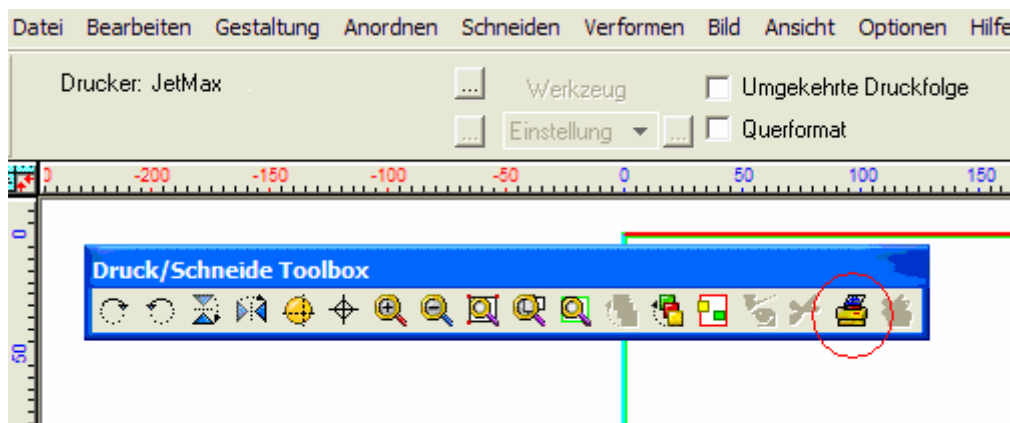 Datei Bearbeiten Gestaltung Anordnen Schneiden Verformen Bild Ansicht Optionen Hilfe
Drucker: JetMax ... Werkzeug Umgekehrte Druckfolge
... Einstellung ... Querformat
0 -200 -150 -100 -50 0 50 100 150
0
Druck/Schneide Toolbox
50